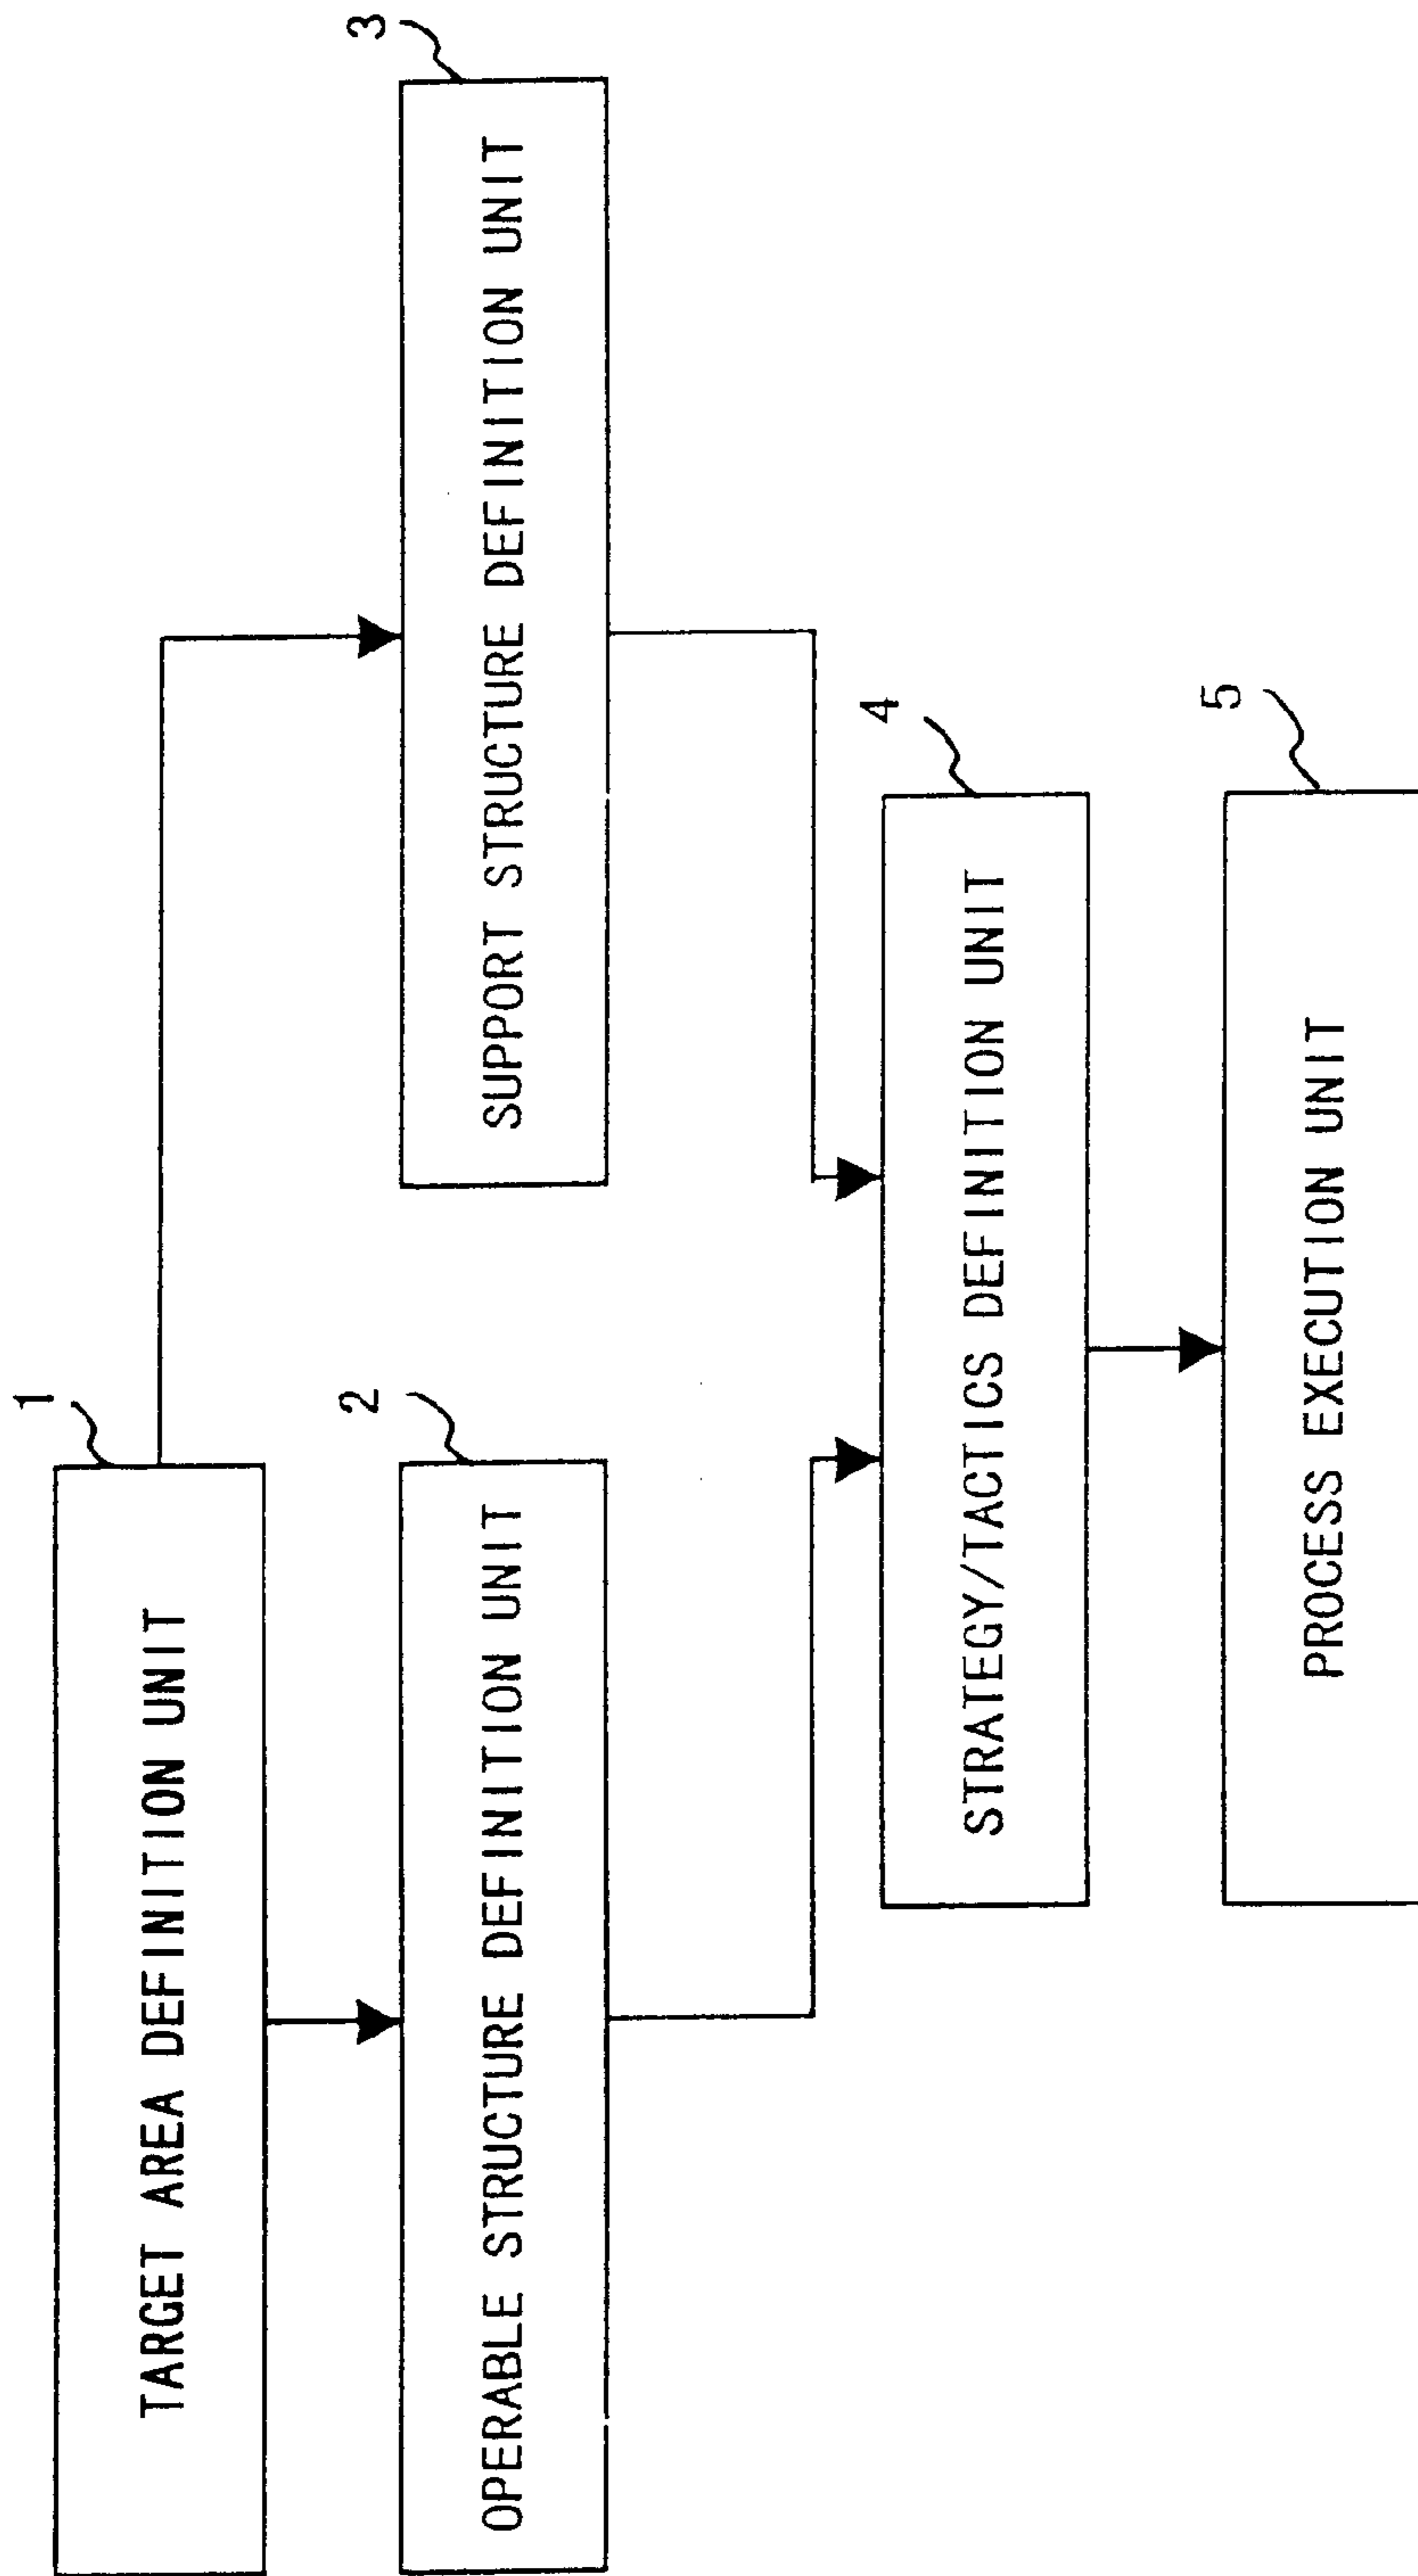 1
TARGET AREA DEFINITION UNIT
2
OPERABLE STRUCTURE DEFINITION UNIT
3
SUPPORT STRUCTURE DEFINITION UNIT
4
STRATEGY/TACTICS DEFINITION UNIT
5
PROCESS EXECUTION UNIT